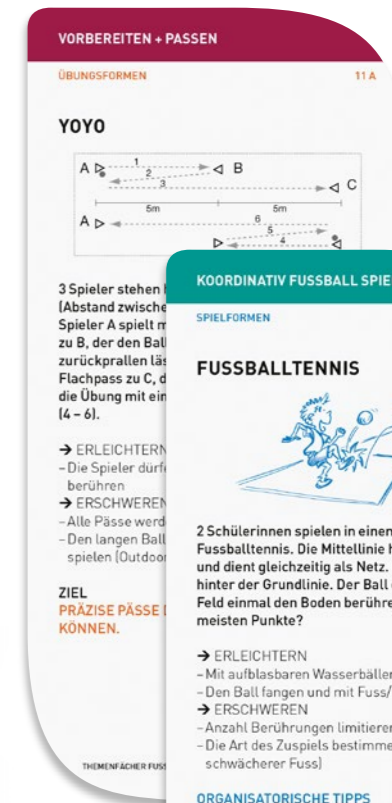 VORBEREITEN + PASSEN
ÜBUNGSFORMEN 11 A
YOYO
A 1 B
2
3 C
5m 5m
A 6
5
4
3 Spieler stehen
(Abstand zwische
Spieler A spielt m
zu B, der den Bal
zurückprallen läs
Flachpass zu C, d
die Übung mit ein
(4 – 6).
→ ERLEICHTERN
– Die Spieler dürfe
berühren
→ ERSCHWEREN
– Alle Pässe werd
– Den langen Ball
spielen (Outdoor
ZIEL
PRÄZISE PÄSSE
KÖNNEN.
THEMENFÄCHER FUSS
KOORDINATIV FUSSBALL SPIE
SPIELFORMEN
FUSSBALLTENNIS
2 Schülerinnen spielen in einen
Fussballtennis. Die Mittellinie h
und dient gleichzeitig als Netz.
hinter der Grundlinie. Der Ball
Feld einmal den Boden berühre
meisten Punkte?
→ ERLEICHTERN
– Mit aufblasbaren Wasserbäller
– Den Ball fangen und mit Fuss/
→ ERSCHWEREN
– Anzahl Berührungen limitieren
– Die Art des Zuspiels bestimme
schwächerer Fuss)
ORGANISATORISCHE TIPPS